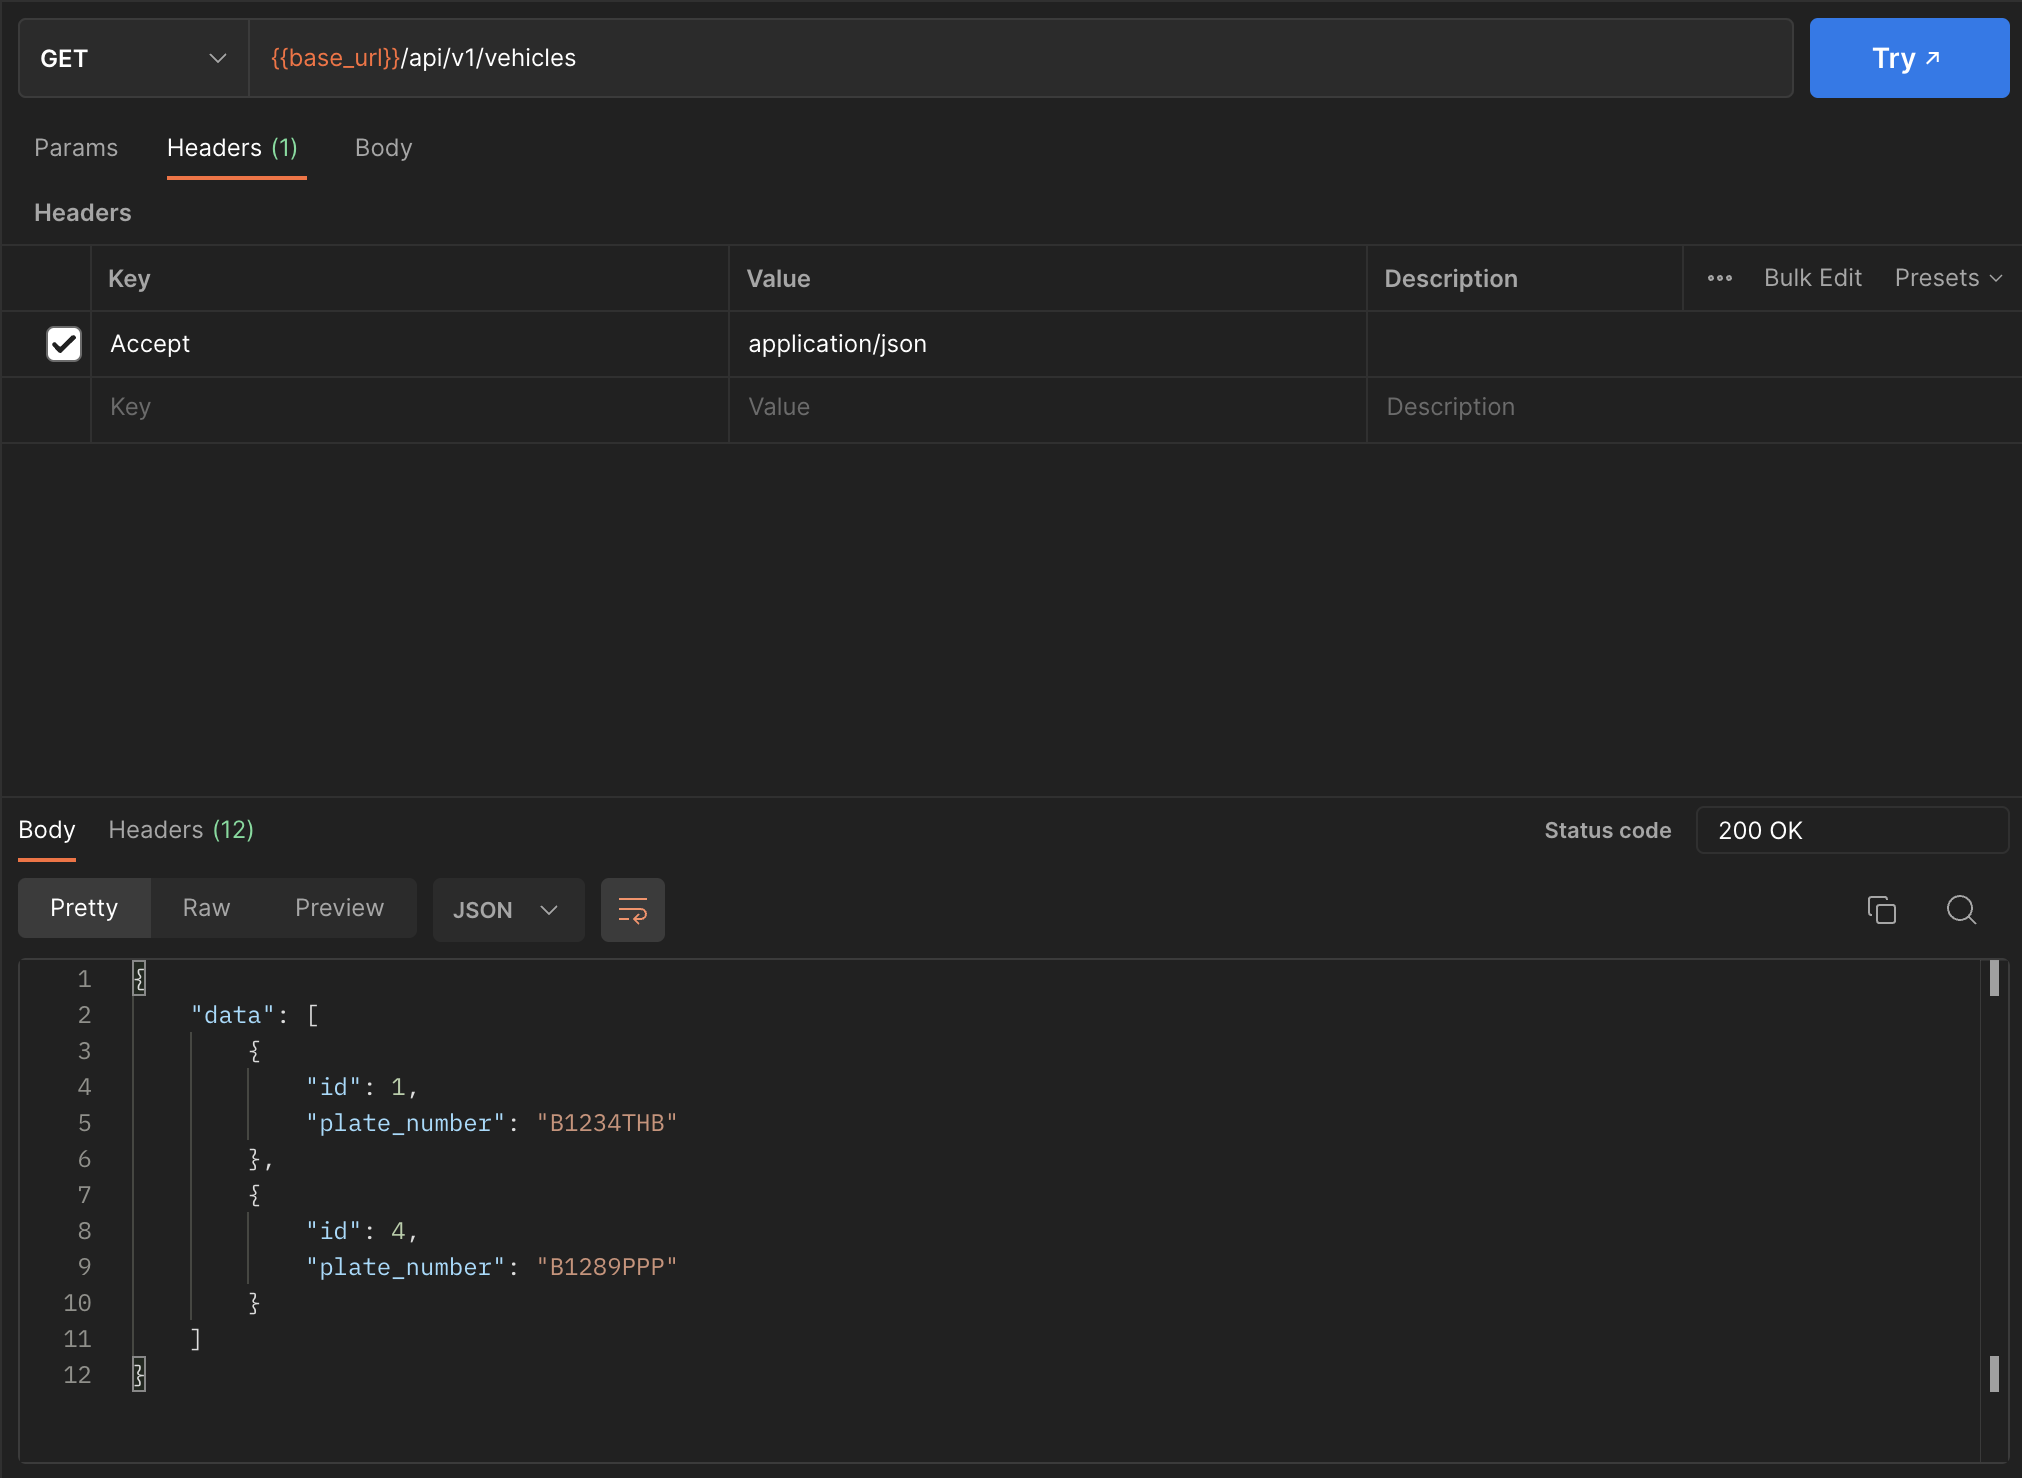 GET {{base_url}}/api/v1/vehicles Try
Params Headers (1) Body
Headers
Key Value Description Bulk Edit Presets
Accept application/json
Key Value Description
Body Headers (12) Status code 200 OK
Pretty Raw Preview JSON
1 {
2 "data": [
3 {
4 "id": 1,
5 "plate_number": "B1234THB"
6 },
7 {
8 "id": 4,
9 "plate_number": "B1289PPP"
10 }
11 ]
12 }